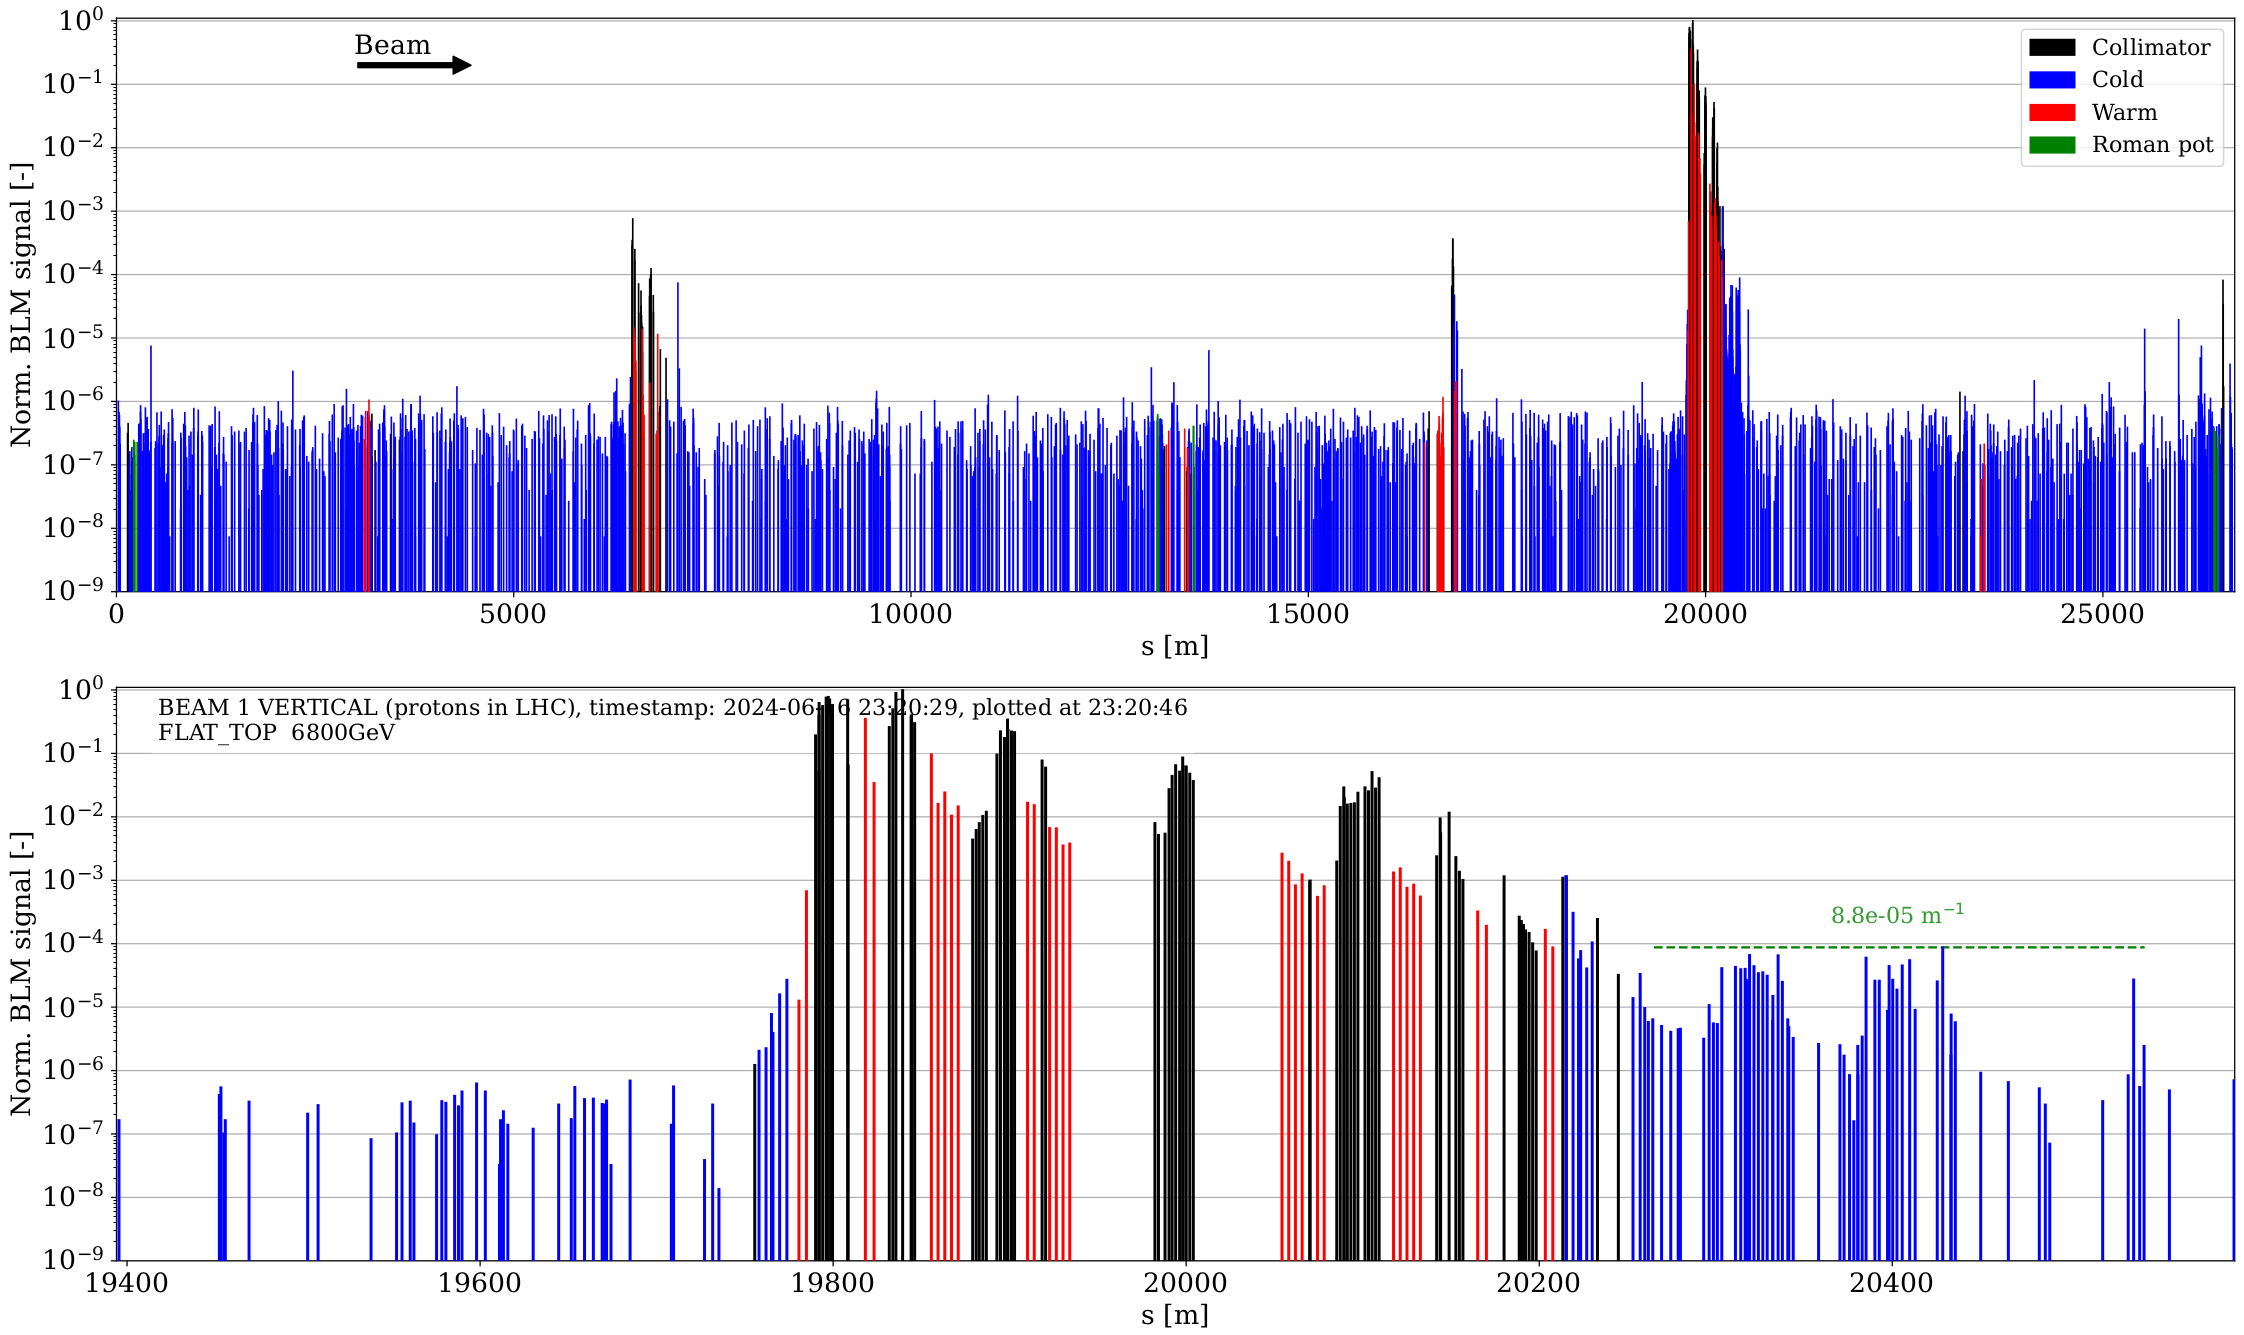 10⁰
10⁻¹
10⁻²
10⁻³
10⁻⁴
10⁻⁵
10⁻⁶
10⁻⁷
10⁻⁸
10⁻⁹
Norm. BLM signal [-]
Beam
Collimator
Cold
Warm
Roman pot
0 5000 10000 15000 20000 25000
s [m]
10⁰
10⁻¹
10⁻²
10⁻³
10⁻⁴
10⁻⁵
10⁻⁶
10⁻⁷
10⁻⁸
10⁻⁹
Norm. BLM signal [-]
BEAM 1 VERTICAL (protons in LHC), timestamp: 2024-06-16 23:20:29, plotted at 23:20:46
FLAT_TOP 6800GeV
8.8e-05 m⁻¹
19400 19600 19800 20000 20200 20400
s [m]